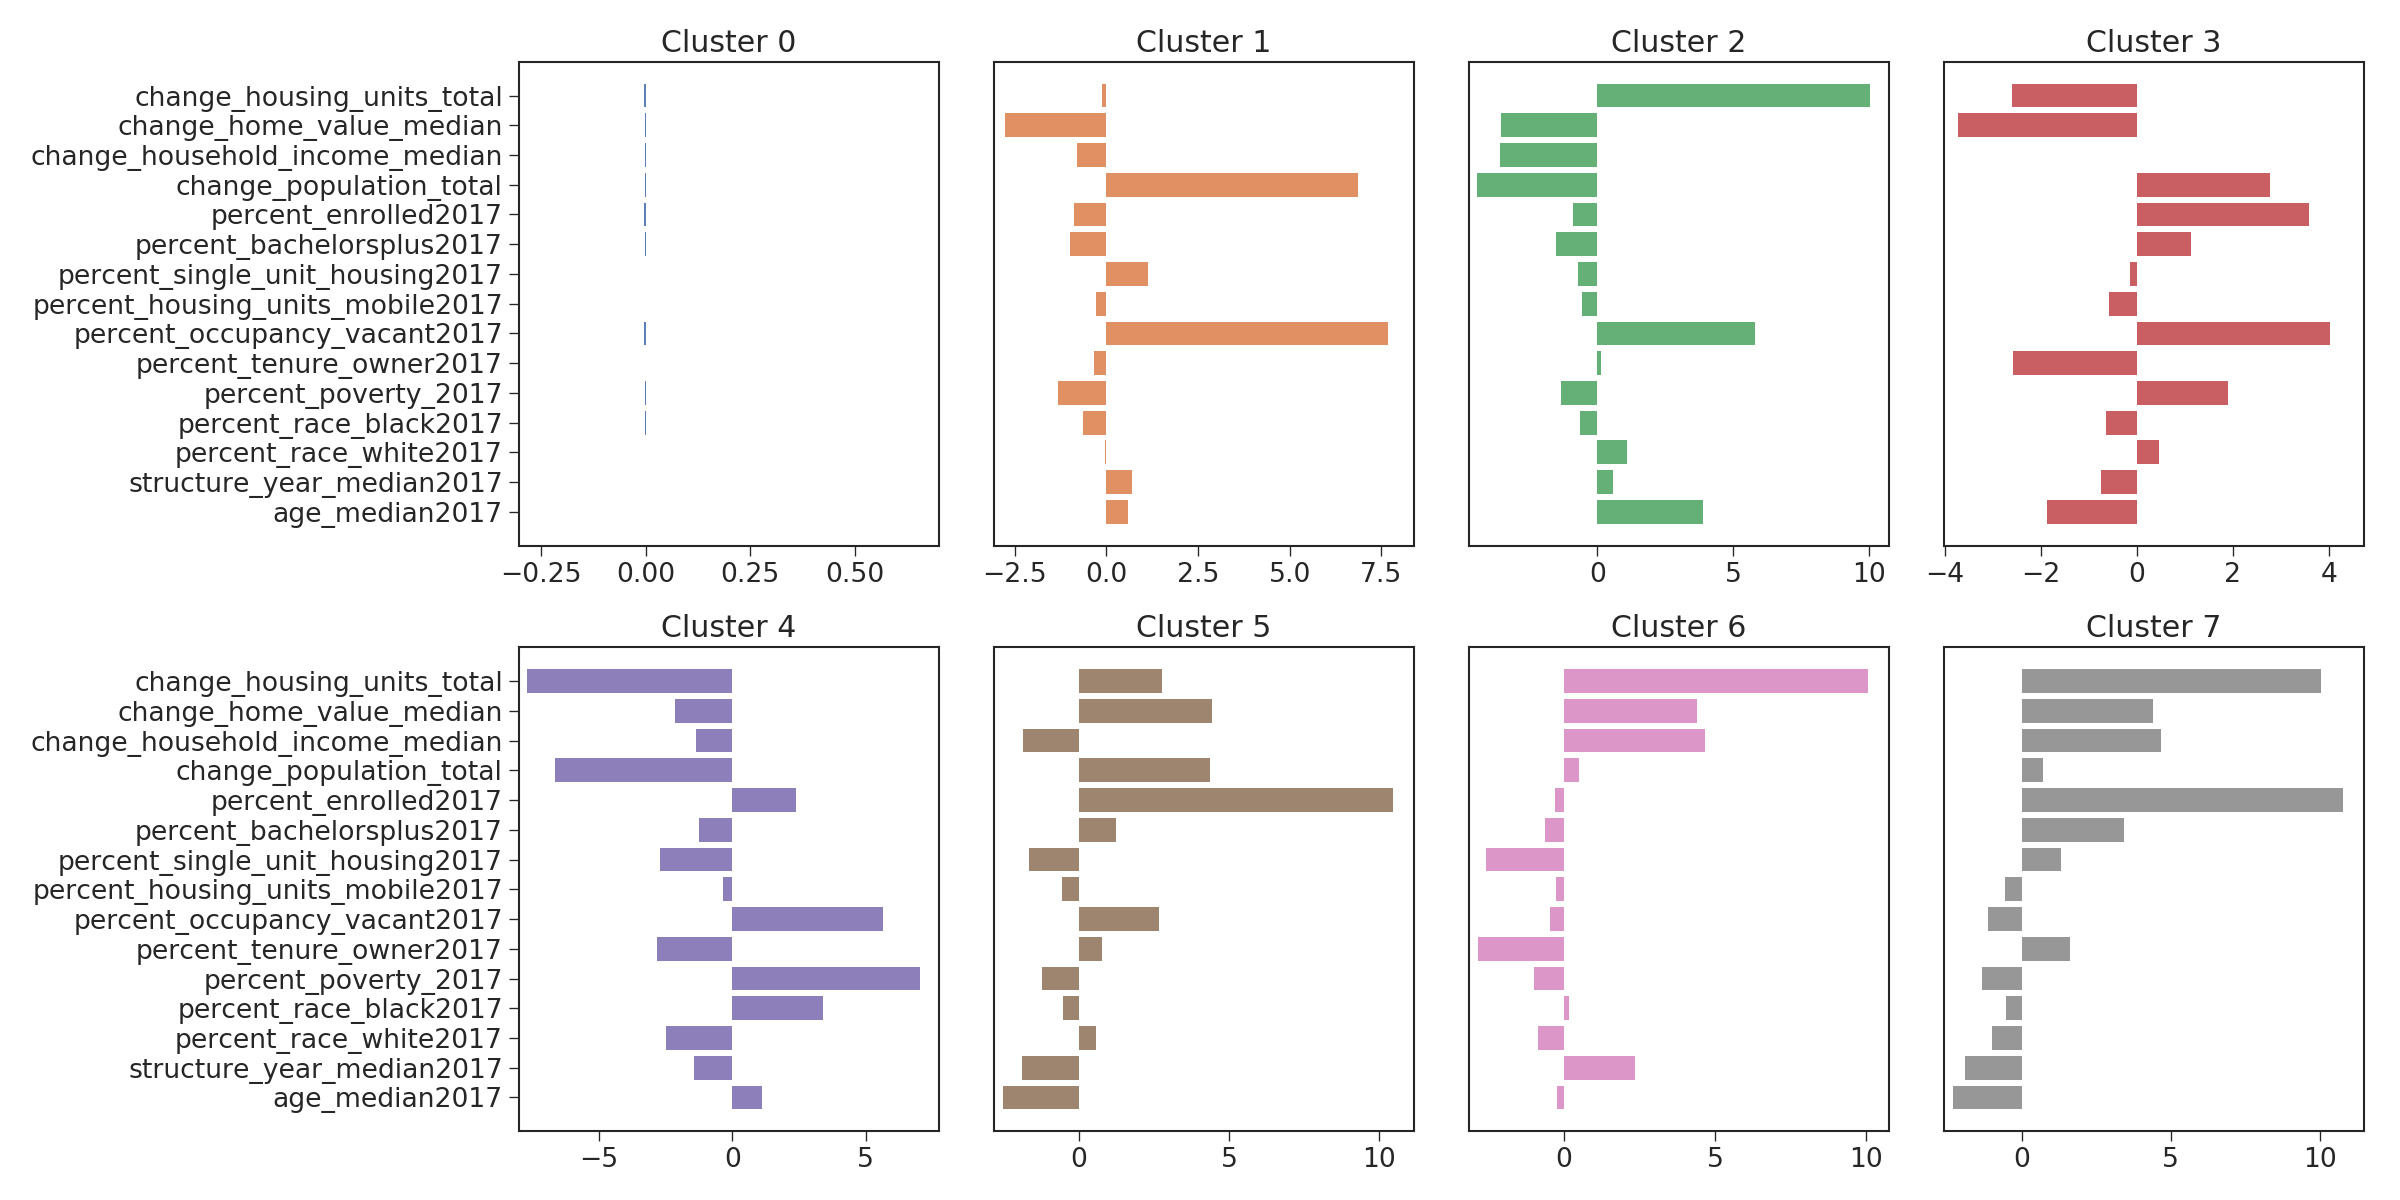 Cluster 0
Cluster 1
Cluster 2
Cluster 3
change_housing_units_total
change_home_value_median
change_household_income_median
change_population_total
percent_enrolled2017
percent_bachelorsplus2017
percent_single_unit_housing2017
percent_housing_units_mobile2017
percent_occupancy_vacant2017
percent_tenure_owner2017
percent_poverty_2017
percent_race_black2017
percent_race_white2017
structure_year_median2017
age_median2017
−0.25 0.00 0.25 0.50
−2.5 0.0 2.5 5.0 7.5
0 5 10
−4 −2 0 2 4
Cluster 4
Cluster 5
Cluster 6
Cluster 7
change_housing_units_total
change_home_value_median
change_household_income_median
change_population_total
percent_enrolled2017
percent_bachelorsplus2017
percent_single_unit_housing2017
percent_housing_units_mobile2017
percent_occupancy_vacant2017
percent_tenure_owner2017
percent_poverty_2017
percent_race_black2017
percent_race_white2017
structure_year_median2017
age_median2017
−5 0 5
0 5 10
0 5 10
0 5 10